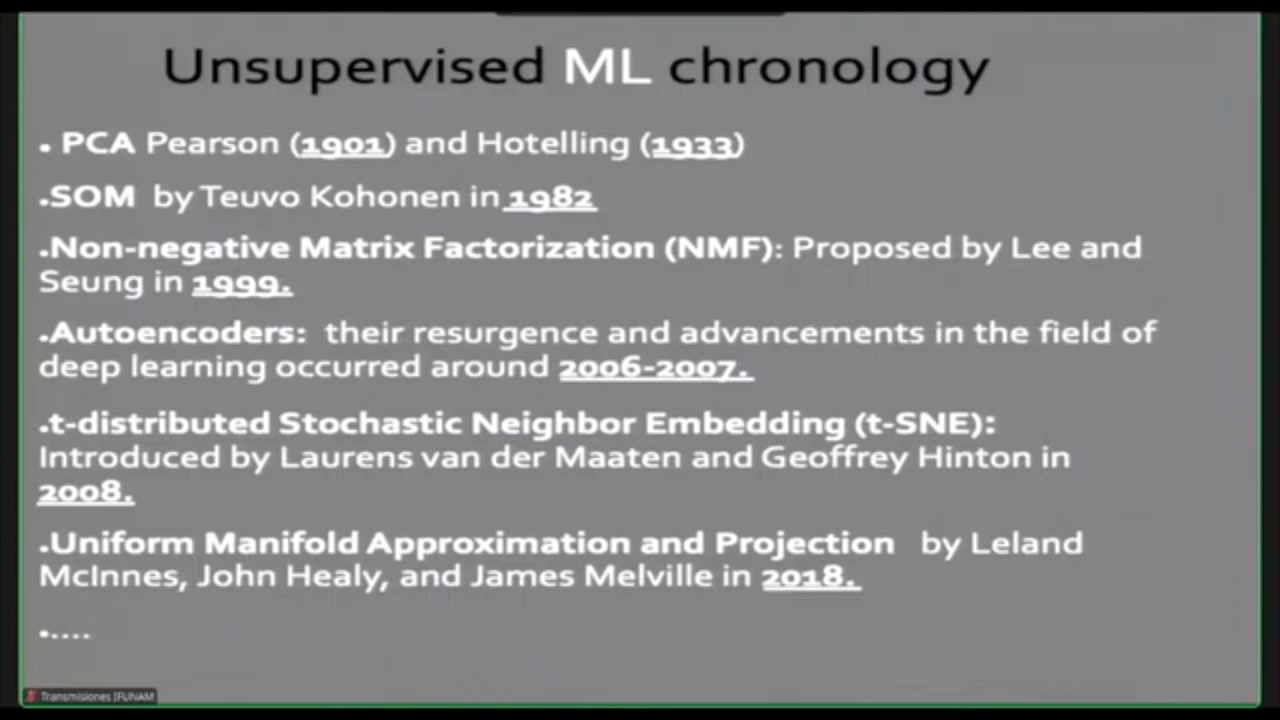 Unsupervised ML chronology
. PCA Pearson (1901) and Hotelling (1933)
.SOM by Teuvo Kohonen in 1982
.Non-negative Matrix Factorization (NMF): Proposed by Lee and
Seung in 1999.
.Autoencoders: their resurgence and advancements in the field of
deep learning occurred around 2006-2007.
.t-distributed Stochastic Neighbor Embedding (t-SNE):
Introduced by Laurens van der Maaten and Geoffrey Hinton in
2008.
.Uniform Manifold Approximation and Projection by Leland
McInnes, John Healy, and James Melville in 2018.
.....
Transmisiones IFUNAM